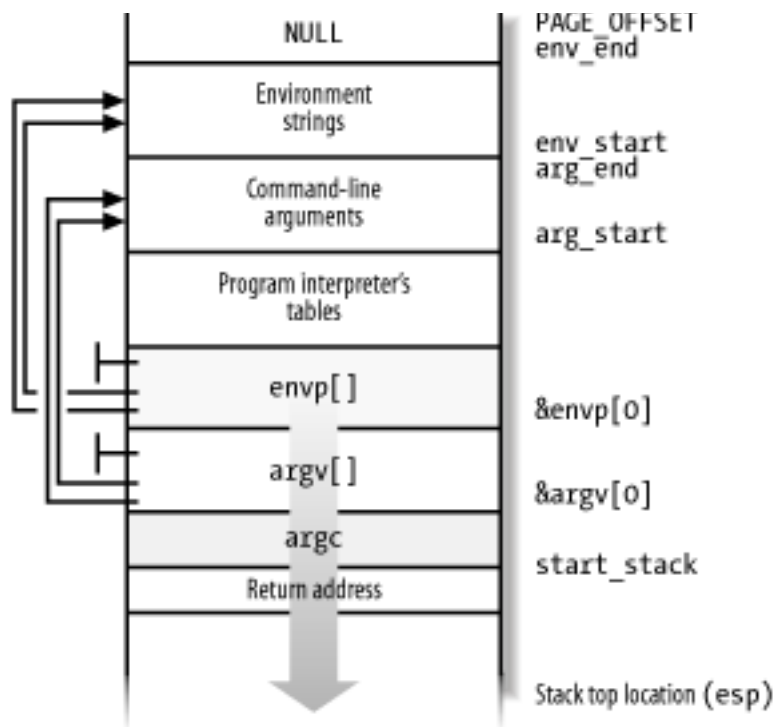 NULL
PAGE_OFFSET
env_end
Environment
strings
env_start
arg_end
Command-line
arguments
arg_start
Program interpreter's
tables
envp[]
&envp[0]
argv[]
&argv[0]
argc
start_stack
Return address
Stack top location (esp)